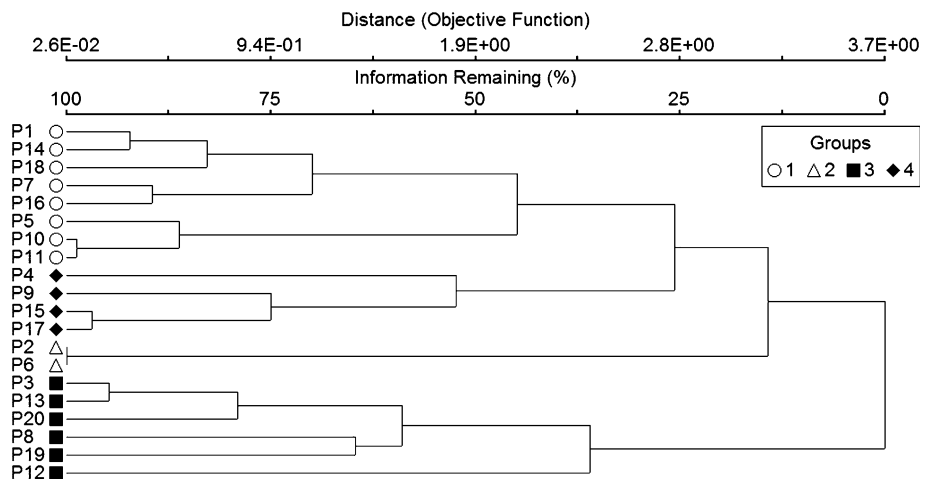 Distance (Objective Function)
2.6E-02 9.4E-01 1.9E+00 2.8E+00 3.7E+00
Information Remaining (%)
100 75 50 25 0
Groups
1 2 3 4
P1
P14
P18
P7
P16
P5
P10
P11
P4
P9
P15
P17
P2
P6
P3
P13
P20
P8
P19
P12